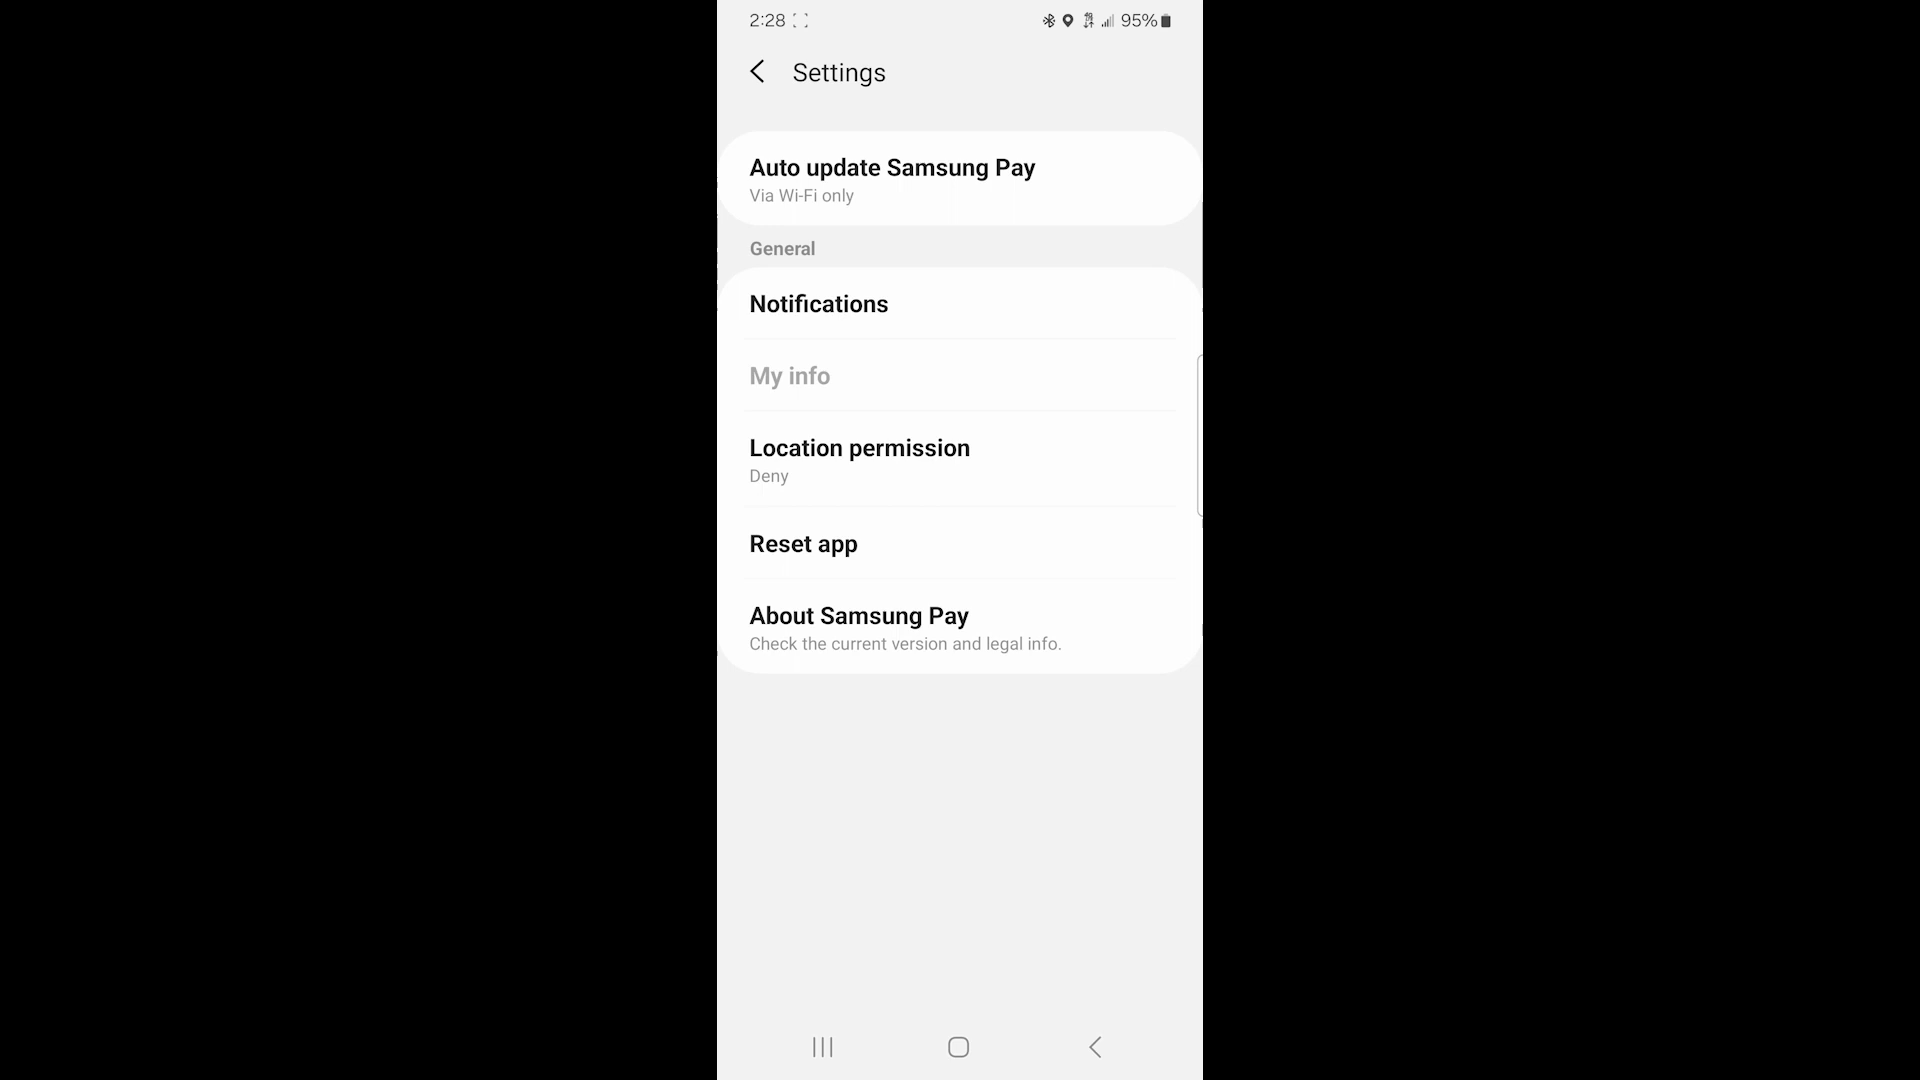 2:28 95%
Settings
Auto update Samsung Pay
Via Wi-Fi only
General
Notifications
My info
Location permission
Deny
Reset app
About Samsung Pay
Check the current version and legal info.